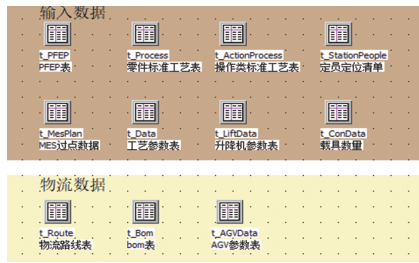 输入数据
t_PFEP t_Process t_ActionProcess t_StationPeople
PFEP表 零件标准工艺表 操作类标准工艺表 定员定位清单
t_MesPlan t_Data t_LiftData t_ConData
MES过点数据 工艺参数表 升降机参数表 载具数量
物流数据
t_Route t_Bom t_AGVData
物流路线表 bom表 AGV参数表